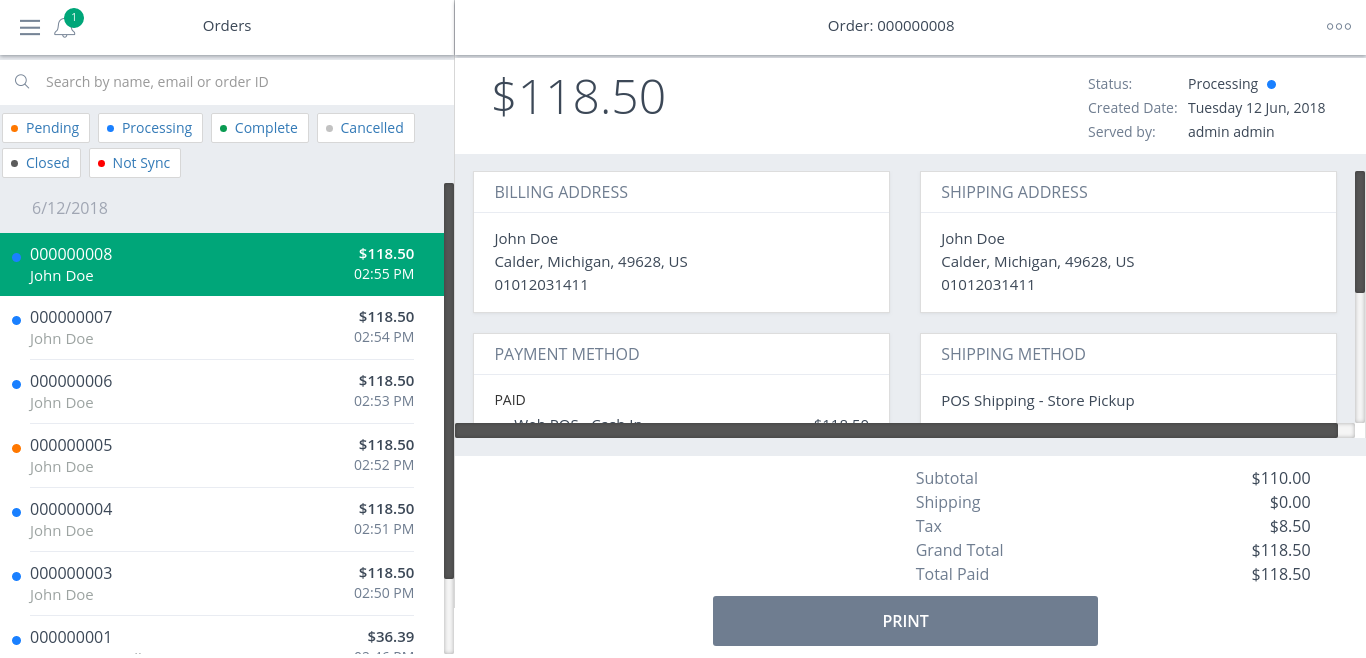 1
Orders
Search by name, email or order ID
Pending
Processing
Complete
Cancelled
Closed
Not Sync
6/12/2018
000000008 $118.50
John Doe 02:55 PM
000000007 $118.50
John Doe 02:54 PM
000000006 $118.50
John Doe 02:53 PM
000000005 $118.50
John Doe 02:52 PM
000000004 $118.50
John Doe 02:51 PM
000000003 $118.50
John Doe 02:50 PM
000000001 $36.39
Order: 000000008
$118.50
Status: Processing
Created Date: Tuesday 12 Jun, 2018
Served by: admin admin
BILLING ADDRESS
John Doe
Calder, Michigan, 49628, US
01012031411
SHIPPING ADDRESS
John Doe
Calder, Michigan, 49628, US
01012031411
PAYMENT METHOD
PAID
Web POS - Cash In $118.50
SHIPPING METHOD
POS Shipping - Store Pickup
Subtotal $110.00
Shipping $0.00
Tax $8.50
Grand Total $118.50
Total Paid $118.50
PRINT